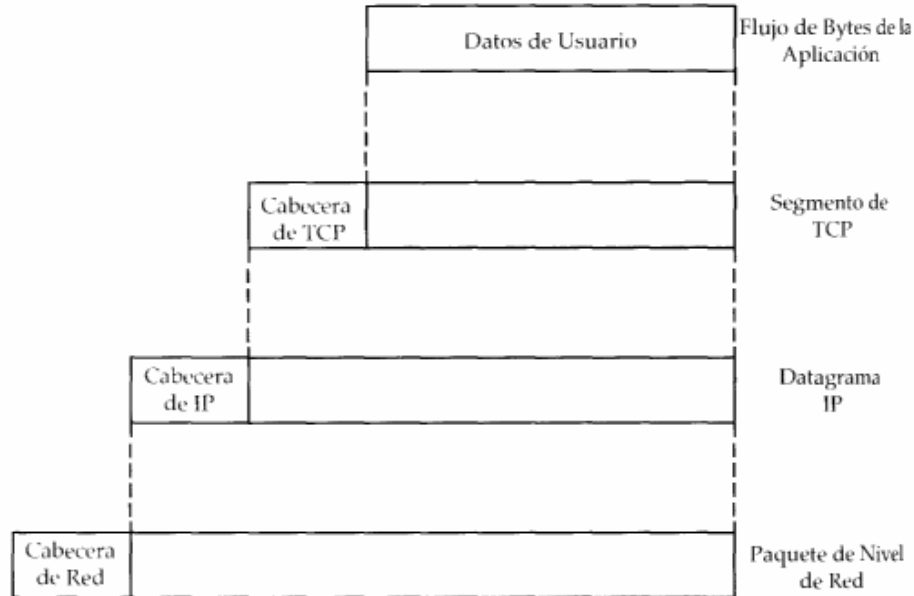 Datos de Usuario
Flujo de Bytes de la
Aplicación
Cabecera
de TCP
Segmento de
TCP
Cabecera
de IP
Datagrama
IP
Cabecera
de Red
Paquete de Nivel
de Red